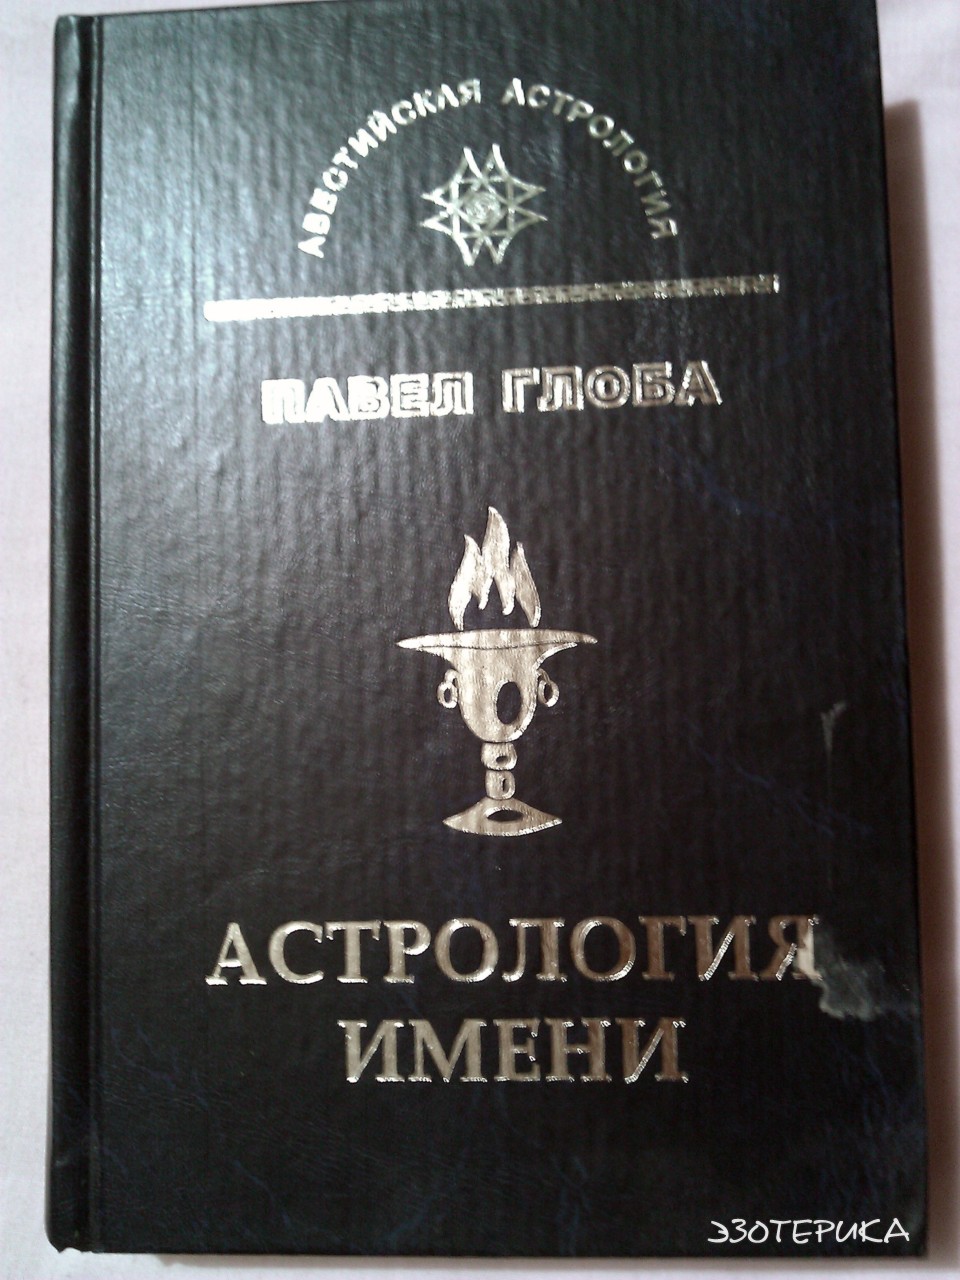 АВЕСТИЙСКАЯ АСТРОЛОГИЯ
ПАВЕЛ ГЛОБА
АСТРОЛОГИЯ
ИМЕНИ
ЭЗОТЕРИКА